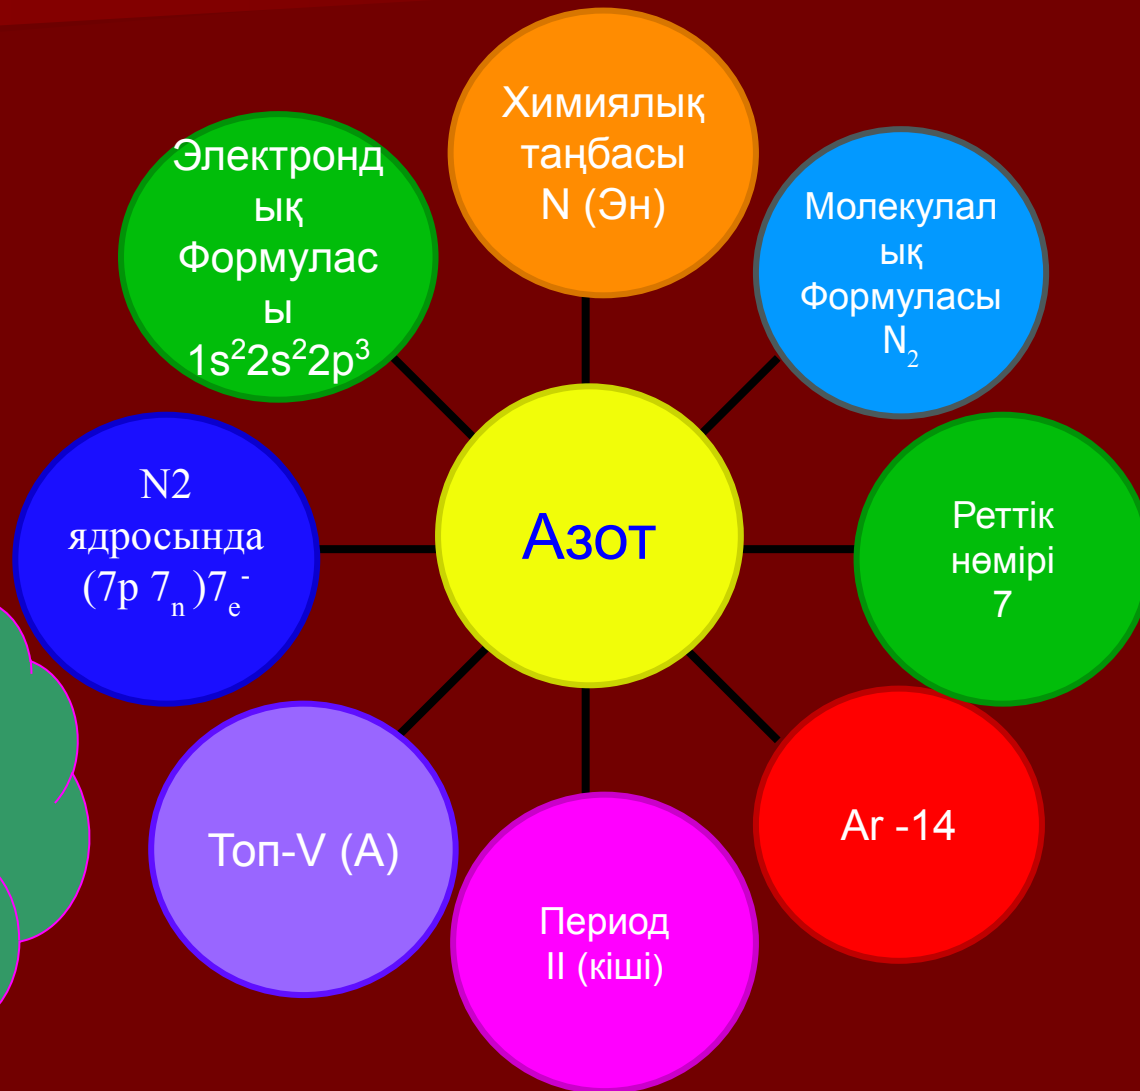 Химиялық
таңбасы
N (Эн)
Электронд
ық
Формулас
ы
1s²2s²2p³
Молекулал
ық
Формуласы
N₂
N2
ядросында
(7p 7ₙ )7ₑ⁻
Азот
Реттік
нөмірі
7
Топ-V (А)
Ar -14
Период
II (кіші)